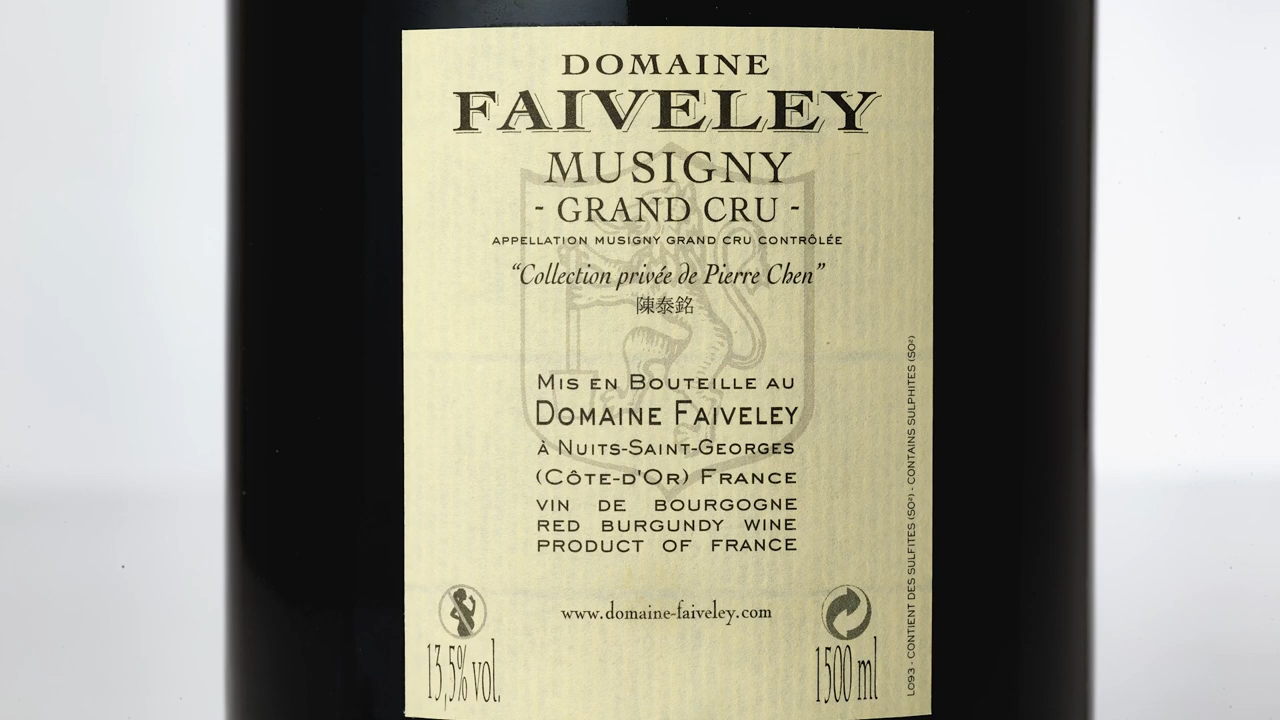 DOMAINE
FAIVELEY
MUSIGNY
- GRAND CRU -
APPELLATION MUSIGNY GRAND CRU CONTRÔLÉE
“Collection privée de Pierre Chen”
陳泰銘
MIS EN BOUTEILLE AU
DOMAINE FAIVELEY
À NUITS-SAINT-GEORGES
(CÔTE-D'OR) FRANCE
VIN DE BOURGOGNE
RED BURGUNDY WINE
PRODUCT OF FRANCE
www.domaine-faiveley.com
13,5% vol.
1500 ml
L093 - CONTIENT DES SULFITES (SO²) - CONTAINS SULPHITES (SO²)